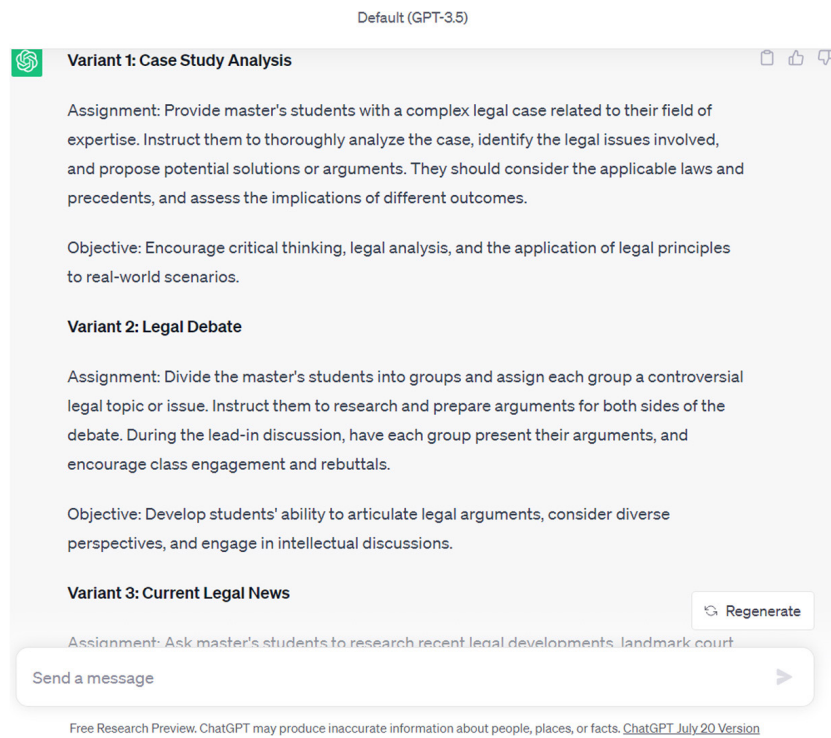 Default (GPT-3.5)
Variant 1: Case Study Analysis
Assignment: Provide master's students with a complex legal case related to their field of
expertise. Instruct them to thoroughly analyze the case, identify the legal issues involved,
and propose potential solutions or arguments. They should consider the applicable laws and
precedents, and assess the implications of different outcomes.
Objective: Encourage critical thinking, legal analysis, and the application of legal principles
to real-world scenarios.
Variant 2: Legal Debate
Assignment: Divide the master's students into groups and assign each group a controversial
legal topic or issue. Instruct them to research and prepare arguments for both sides of the
debate. During the lead-in discussion, have each group present their arguments, and
encourage class engagement and rebuttals.
Objective: Develop students' ability to articulate legal arguments, consider diverse
perspectives, and engage in intellectual discussions.
Variant 3: Current Legal News
Regenerate
Assignment: Ask master's students to research recent legal developments, landmark court
Send a message
Free Research Preview. ChatGPT may produce inaccurate information about people, places, or facts. ChatGPT July 20 Version